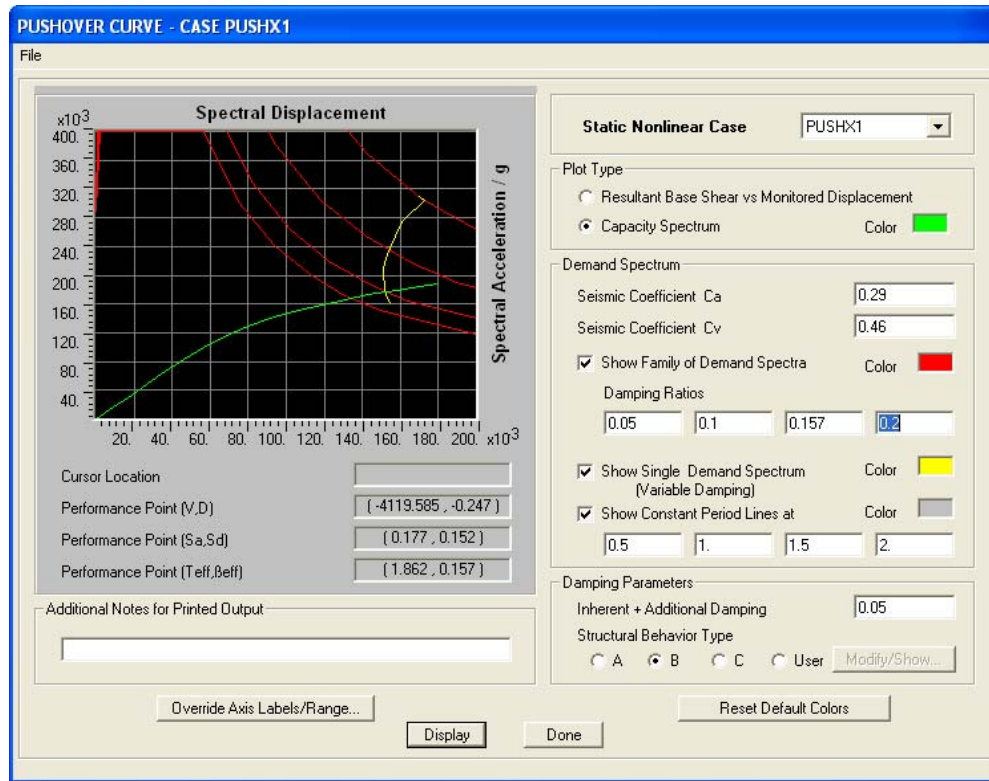 PUSHOVER CURVE - CASE PUSHX1
File
Spectral Displacement
x10-3
400.
360.
320.
280.
240.
200.
160.
120.
80.
40.
Spectral Acceleration / g
20. 40. 60. 80. 100. 120. 140. 160. 180. 200. x10-3
Cursor Location
Performance Point (V,D) ( -4119.585 , -0.247 )
Performance Point (Sa,Sd) ( 0.177 , 0.152 )
Performance Point (Teff,βeff) ( 1.862 , 0.157 )
Additional Notes for Printed Output
Override Axis Labels/Range...
Static Nonlinear Case PUSHX1
Plot Type
Resultant Base Shear vs Monitored Displacement
Capacity Spectrum Color
Demand Spectrum
Seismic Coefficient Ca 0.29
Seismic Coefficient Cv 0.46
Show Family of Demand Spectra Color
Damping Ratios
0.05 0.1 0.157 0.2
Show Single Demand Spectrum Color
(Variable Damping)
Show Constant Period Lines at Color
0.5 1. 1.5 2.
Damping Parameters
Inherent + Additional Damping 0.05
Structural Behavior Type
A B C User Modify/Show...
Reset Default Colors
Display Done